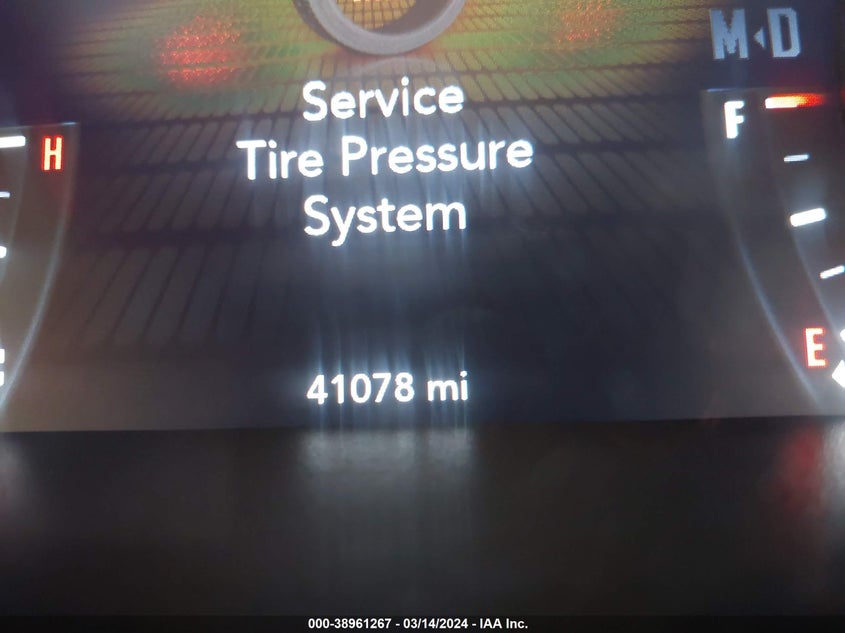 M D
Service
F
H
Tire Pressure
System
E
41078 mi
000-38961267 - 03/14/2024 - IAA Inc.